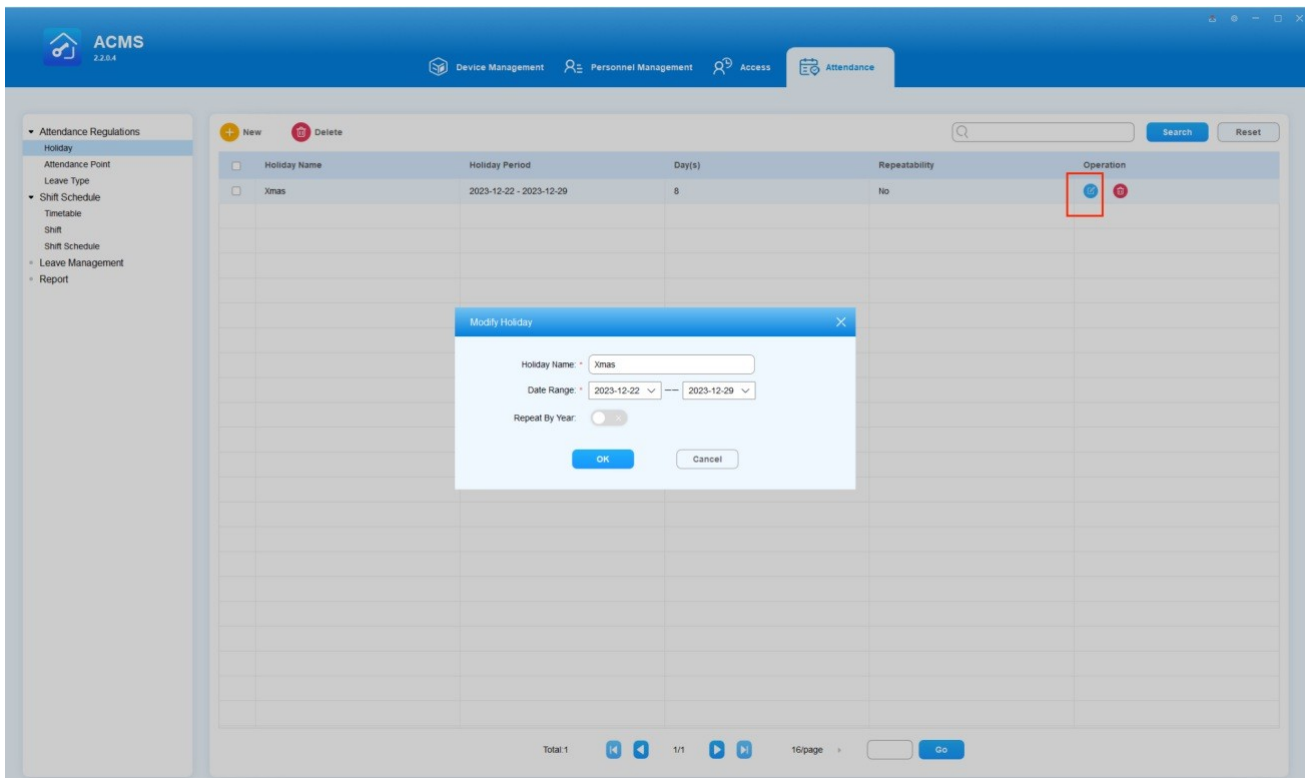 ACMS
2.2.0.4
Device Management Personnel Management Access Attendance
Attendance Regulations
Holiday
Attendance Point
Leave Type
Shift Schedule
Timetable
Shift
Shift Schedule
Leave Management
Report
New Delete Search Reset
Holiday Name Holiday Period Day(s) Repeatability Operation
Xmas 2023-12-22 - 2023-12-29 8 No
Modify Holiday
Holiday Name: * Xmas
Date Range: * 2023-12-22 — 2023-12-29
Repeat By Year:
OK Cancel
Total:1 1/1 16/page Go